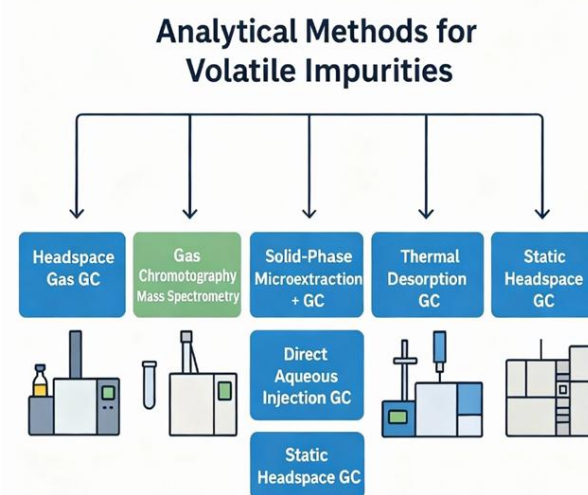 Analytical Methods for
Volatile Impurities
Headspace
Gas GC
Gas
Chromotography
Mass Spectrometry
Solid-Phase
Microextraction
+ GC
Thermal
Desorption
GC
Static
Headspace
GC
Direct
Aqueous
Injection GC
Static
Headspace GC